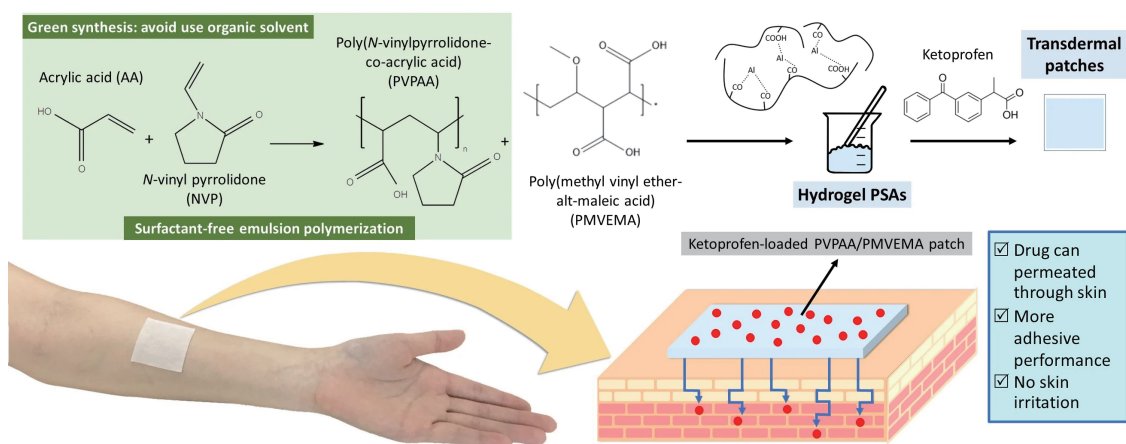 Green synthesis: avoid use organic solvent
Acrylic acid (AA)
HO
O
+
N
O
N-vinyl pyrrolidone
(NVP)
Poly(N-vinylpyrrolidone-
co-acrylic acid)
(PVPAA)
n
N
O
O
OH
Surfactant-free emulsion polymerization
+
O
OH
O
O
OH
Poly(methyl vinyl ether-
alt-maleic acid)
(PMVEMA)
COOH
CO
Al
Al
CO
COOH
Al
CO
CO
Hydrogel PSAs
Ketoprofen
O
O
OH
Transdermal
patches
Ketoprofen-loaded PVPAA/PMVEMA patch
☑ Drug can
permeated
through skin
☑ More
adhesive
performance
☑ No skin
irritation